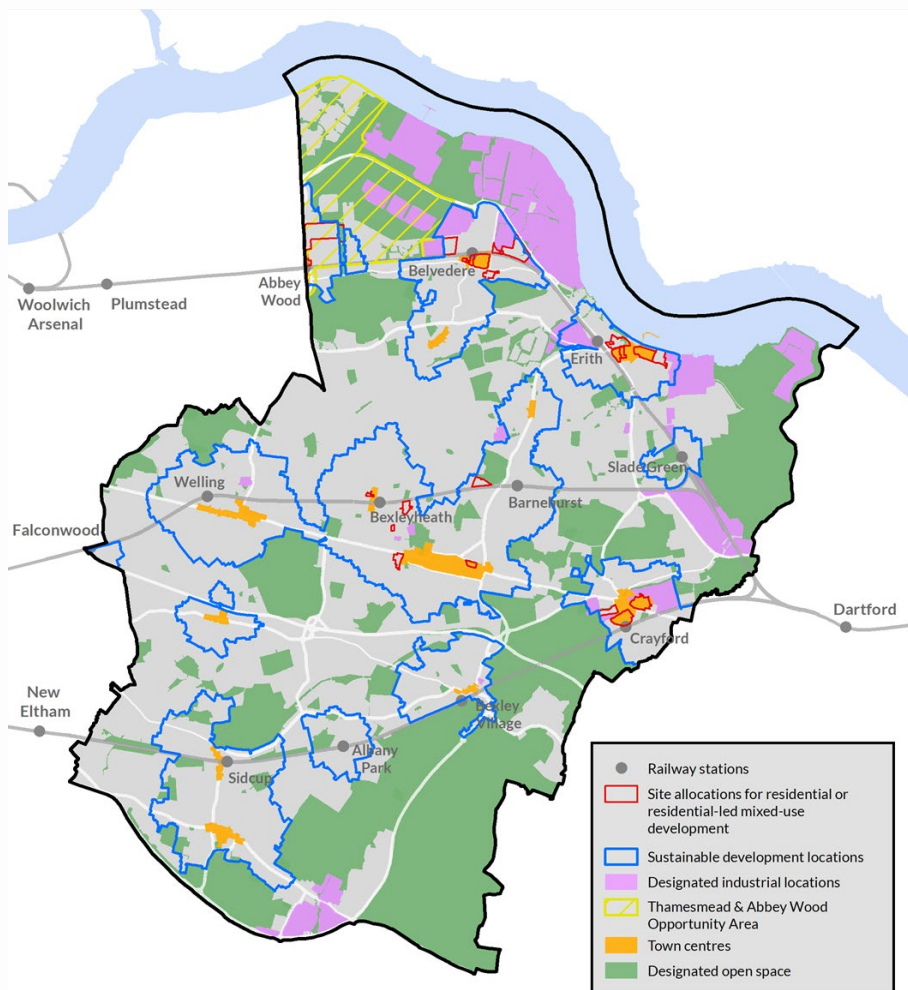 Abbey
Wood
Belvedere
Woolwich
Arsenal
Plumstead
Erith
Slade Green
Welling
Bexleyheath
Barnehurst
Falconwood
Crayford
Dartford
New
Eltham
Bexley
Village
Albany
Park
Sidcup
Railway stations
Site allocations for residential or
residential-led mixed-use
development
Sustainable development locations
Designated industrial locations
Thamesmead & Abbey Wood
Opportunity Area
Town centres
Designated open space